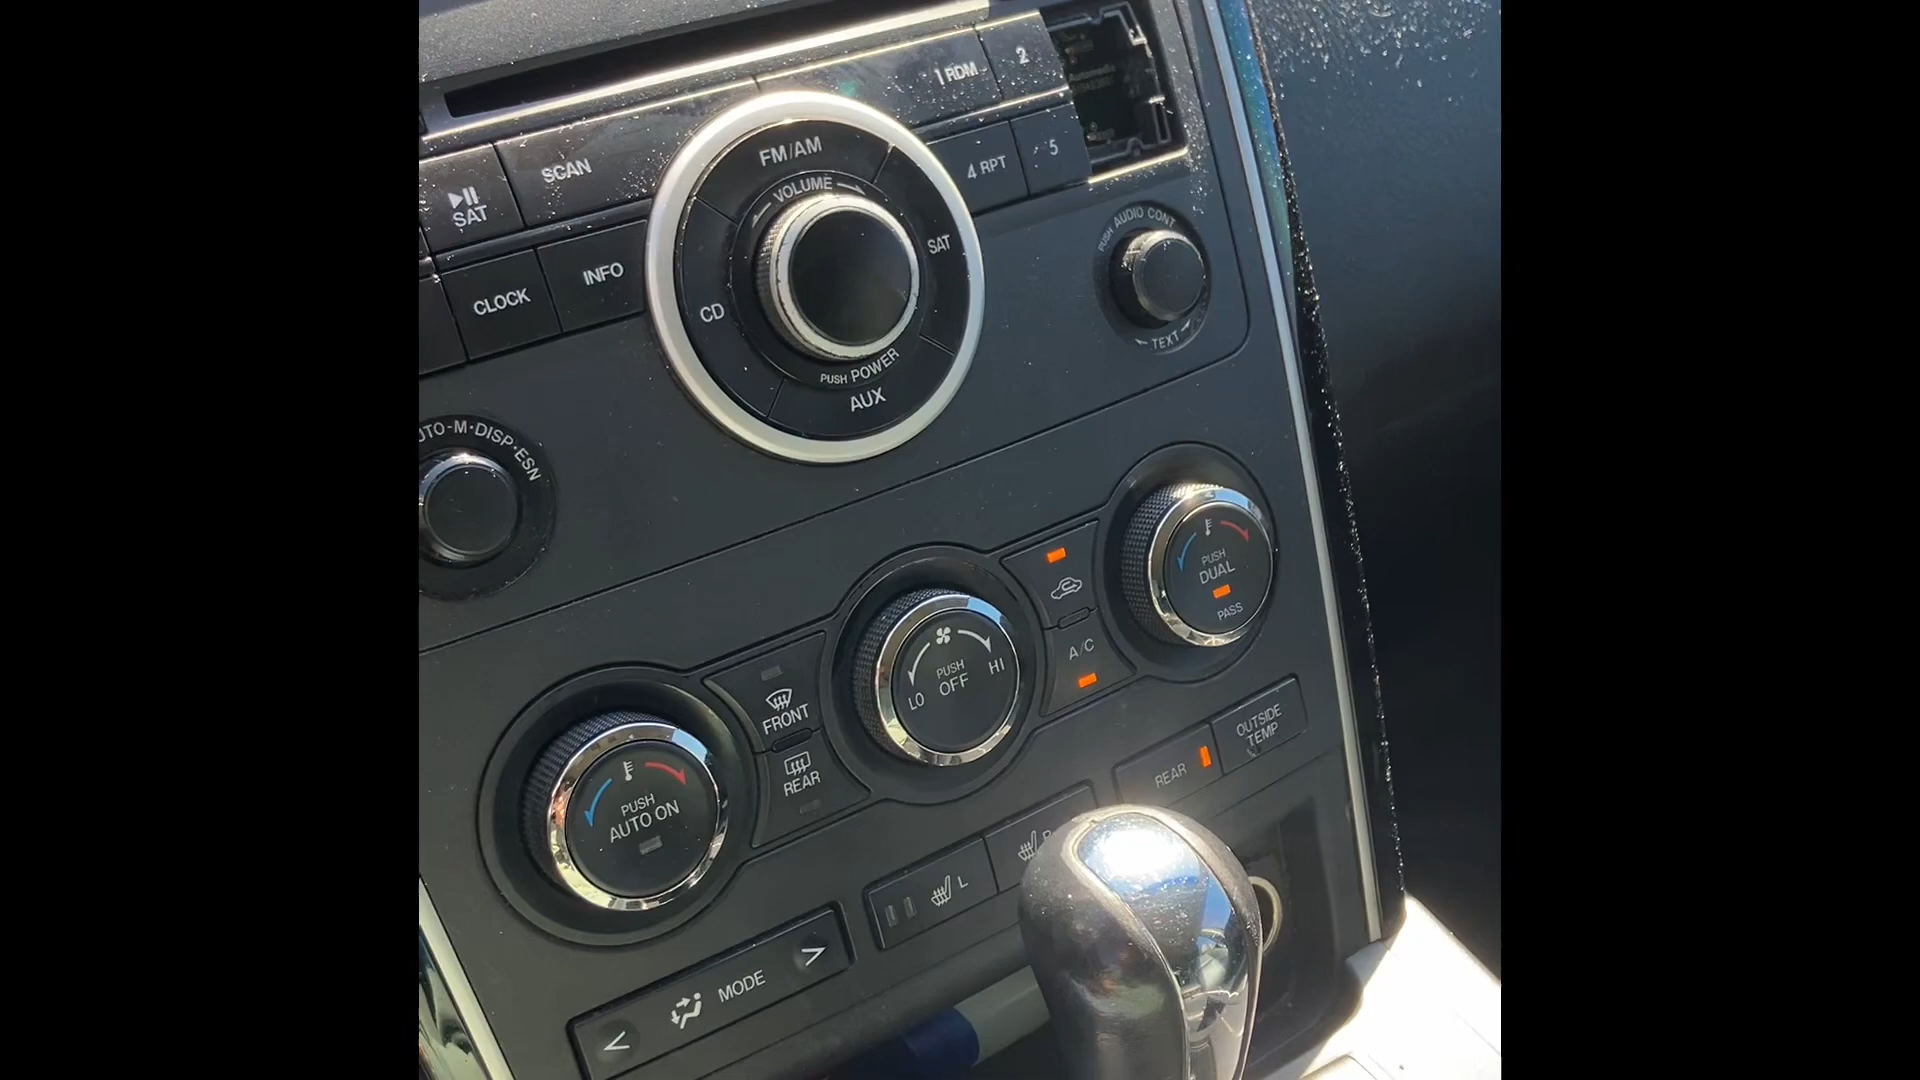 1 RDM
2
SCAN
FM/AM
SAT
4 RPT
5
VOLUME
PUSH AUDIO CONT
INFO
CLOCK
CD
SAT
TEXT
PUSH POWER
AUX
UTO-M·DISP·ESN
PUSH
DUAL
PASS
A/C
LO
PUSH
OFF
HI
FRONT
REAR
PUSH
AUTO ON
REAR
OUTSIDE
TEMP
L
MODE
< >